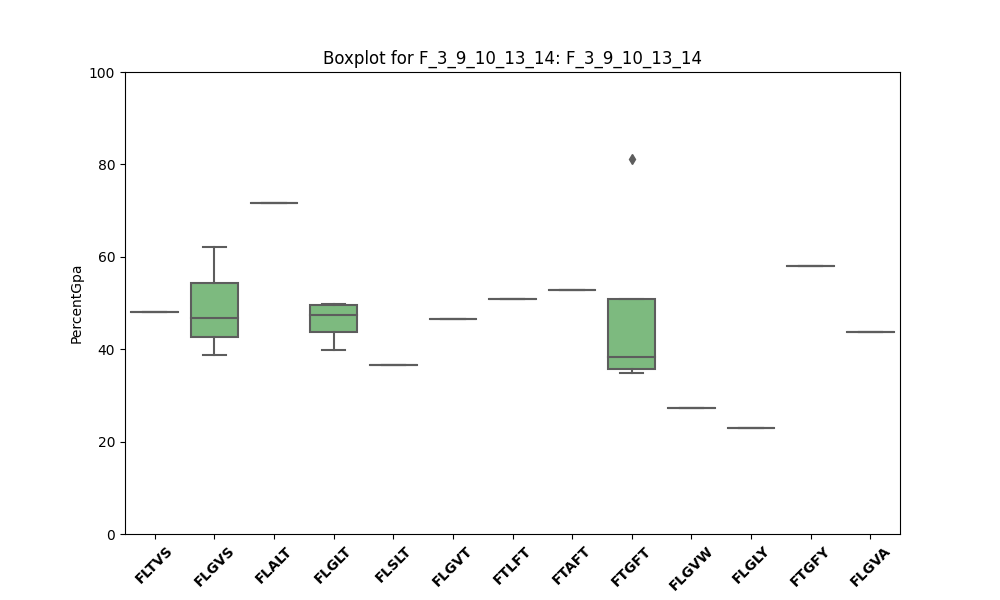 Boxplot for F_3_9_10_13_14: F_3_9_10_13_14
100
80
60
40
20
0
PercentGpa
FLTVS
FLGVS
FLALT
FLGLT
FLSLT
FLGVT
FTLFT
FTAFT
FTGFT
FLGVW
FLGLY
FTGFY
FLGVA